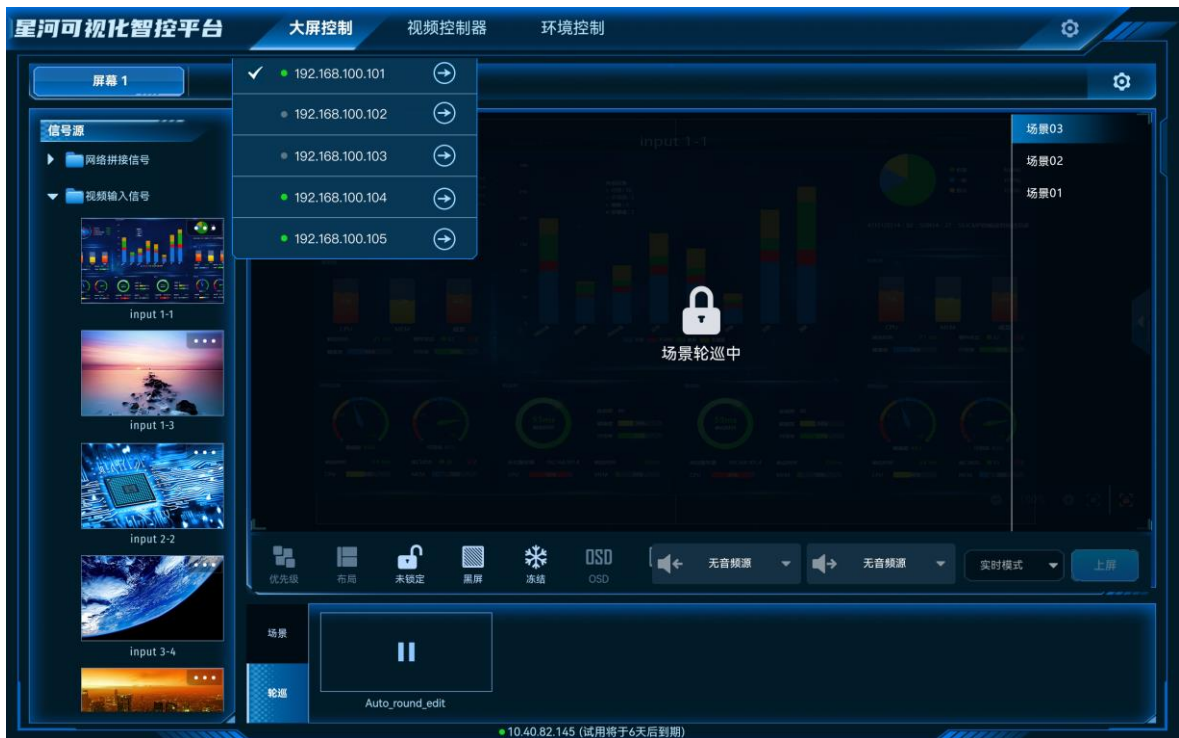 星河可视化智控平台
大屏控制
视频控制器
环境控制
屏幕 1
192.168.100.101
192.168.100.102
192.168.100.103
192.168.100.104
192.168.100.105
信号源
网络拼接信号
视频输入信号
input 1-1
input 1-3
input 2-2
input 3-4
input 1-1
场景轮巡中
场景03
场景02
场景01
优先级
布局
未锁定
黑屏
冻结
OSD
OSD
无音频源
无音频源
实时模式
上屏
场景
轮巡
Auto_round_edit
10.40.82.145 (试用将于6天后到期)